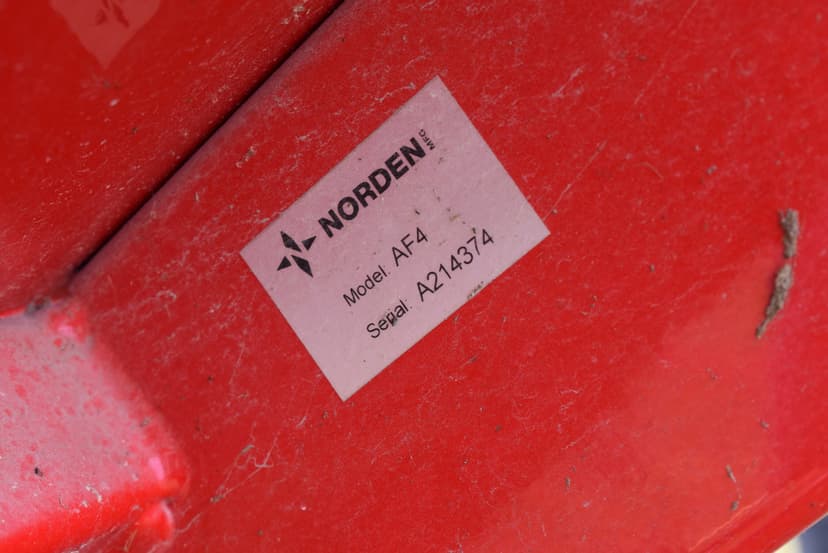 NORDEN MFG
Model: AF4
Serial: A214374